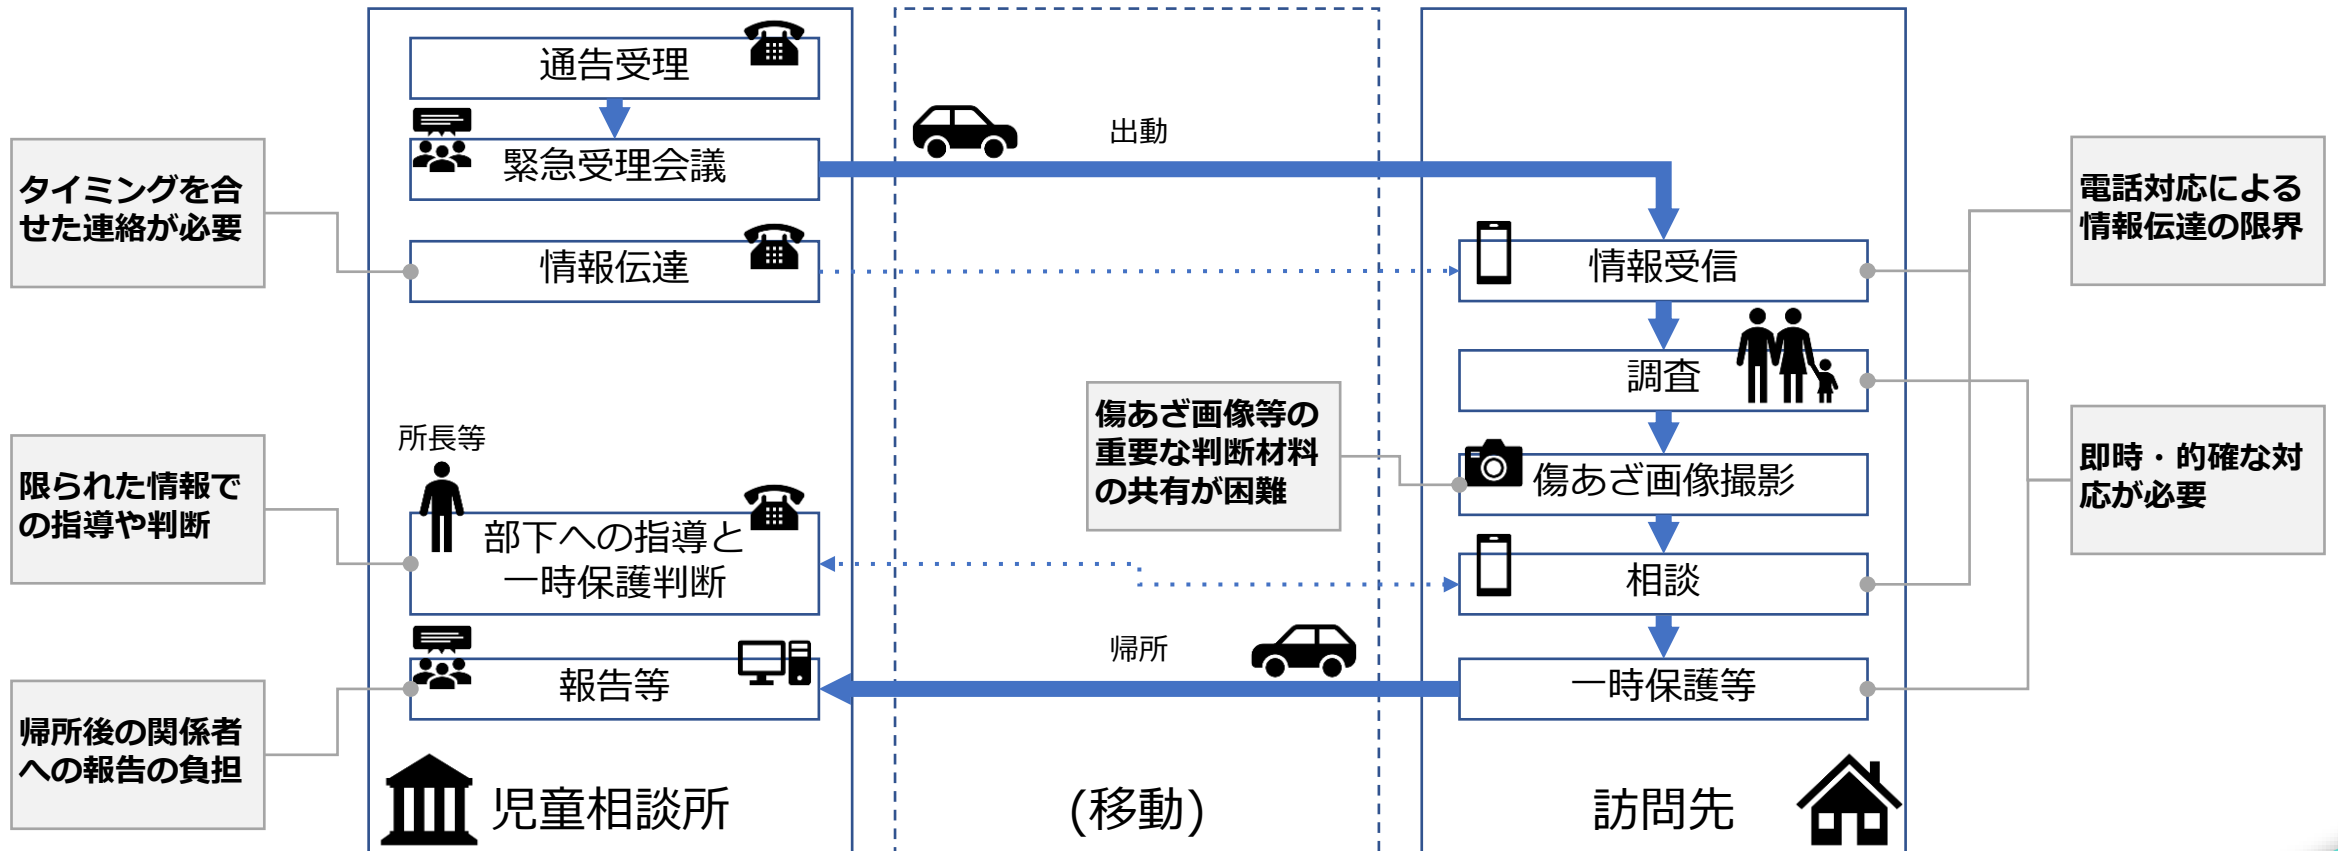 通告受理
緊急受理会議
出動
タイミングを合
せた連絡が必要
情報伝達
情報受信
電話対応による
情報伝達の限界
調査
傷あざ画像等の
重要な判断材料
の共有が困難
傷あざ画像撮影
即時・的確な対
応が必要
所長等
限られた情報で
の指導や判断
部下への指導と
一時保護判断
相談
帰所
報告等
一時保護等
帰所後の関係者
への報告の負担
児童相談所
(移動)
訪問先